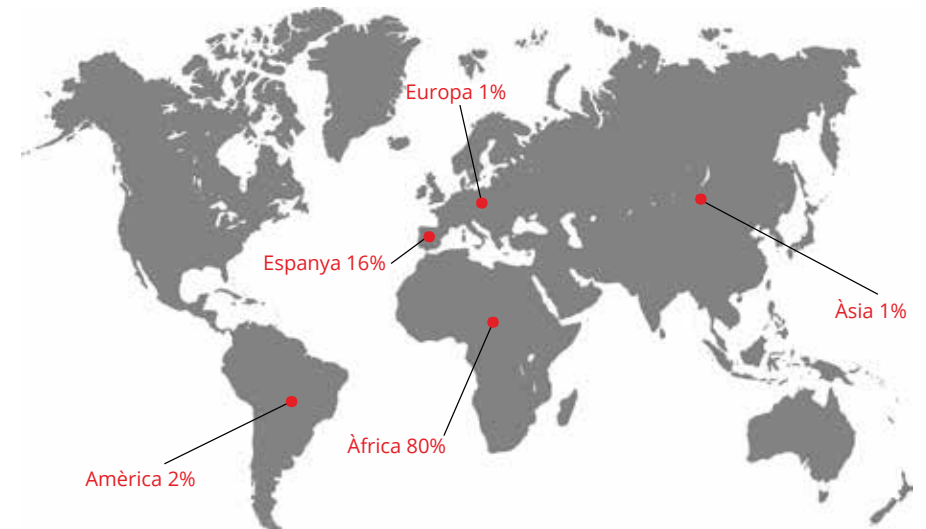 Europa 1%
Espanya 16%
Àsia 1%
Àfrica 80%
Amèrica 2%